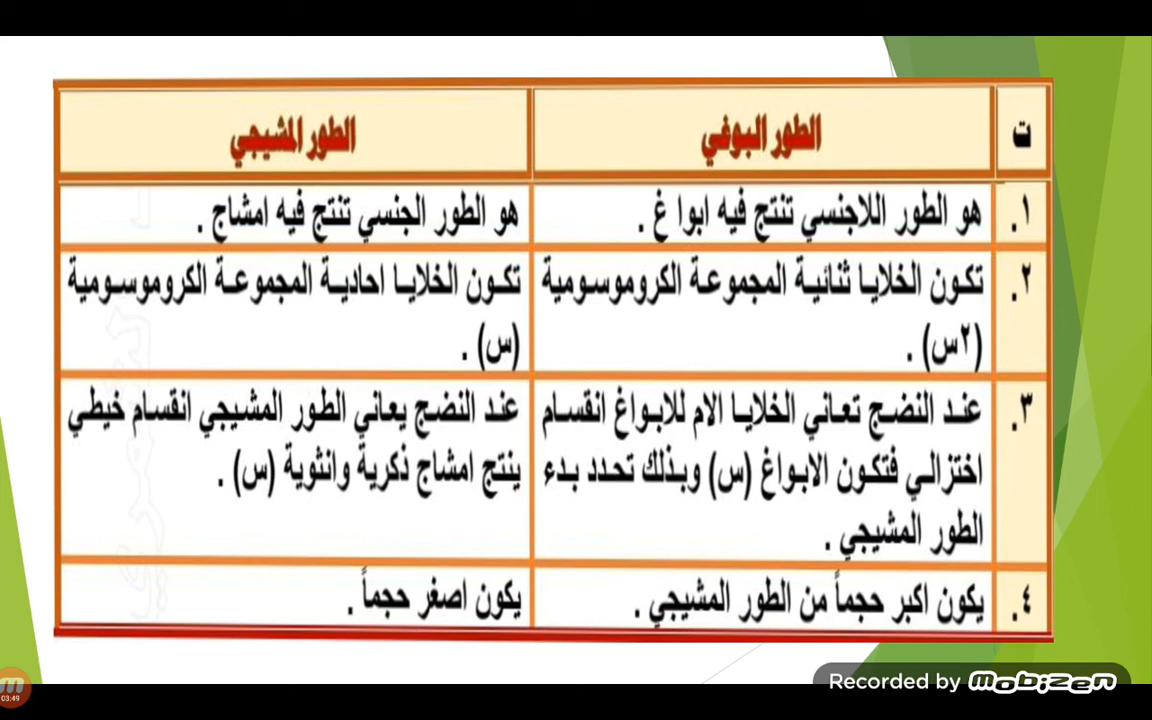 ت
الطور البوغي
الطور المشيجي
١.
هو الطور اللاجنسي تنتج فيه ابوا غ .
هو الطور الجنسي تنتج فيه امشاج .
٢.
تكون الخلايا ثنائية المجموعة الكروموسومية
(٢س) .
تكون الخلايا احادية المجموعة الكروموسومية
(س) .
٣.
عند النضج تعاني الخلايا الام للابواغ انقسام
اختزالي فتكون الابواغ (س) وبذلك تحدد بدء
الطور المشيجي .
عند النضج يعاني الطور المشيجي انقسام خيطي
ينتج امشاج ذكرية وانثوية (س) .
٤.
يكون اكبر حجماً من الطور المشيجي .
يكون اصغر حجماً .
03:49
Recorded by mobizen